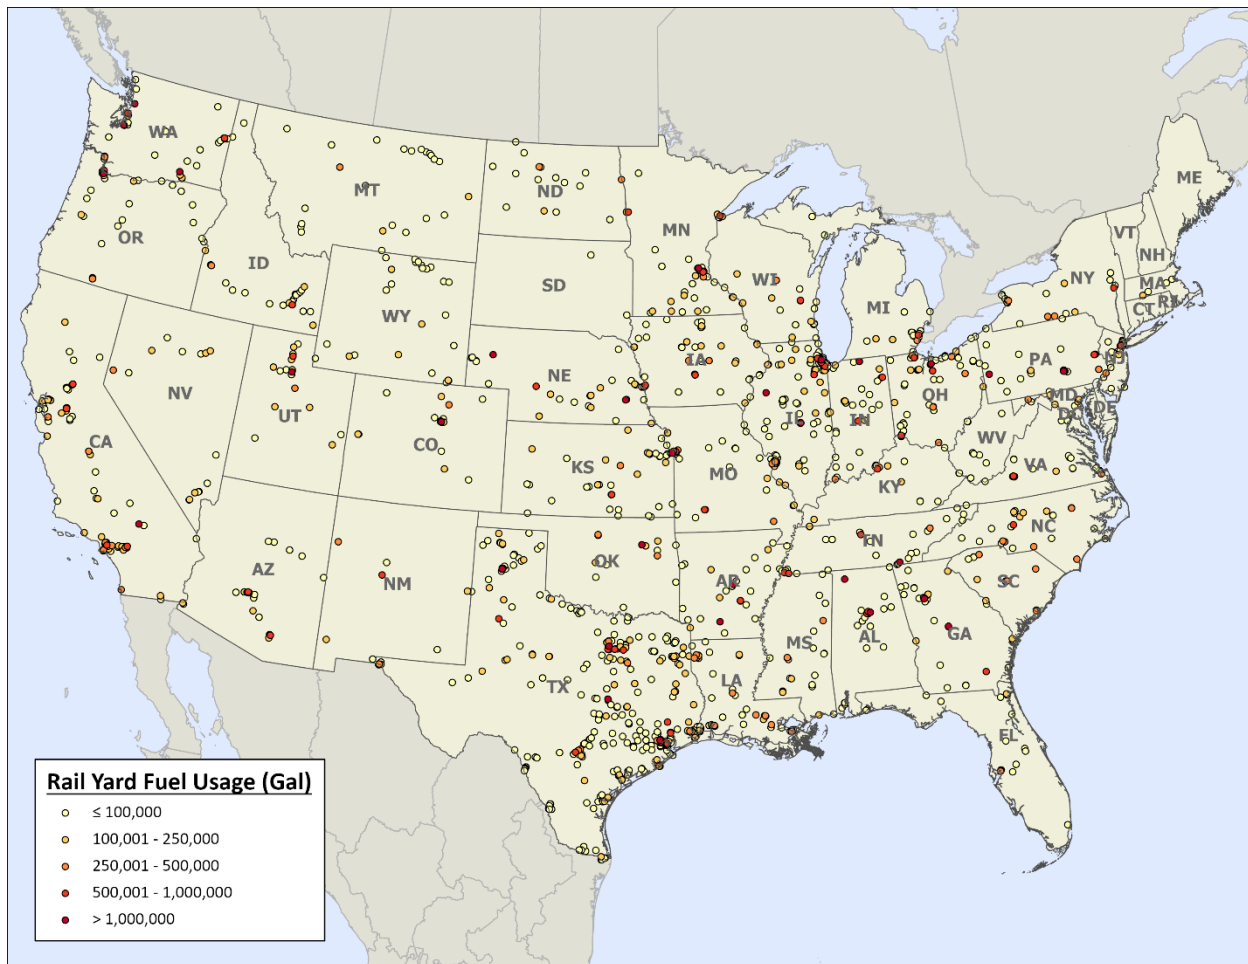 WA
ME
MT
ND
VT
MN
OR
NH
ID
WI
NY
MA
SD
MI
CT
RI
WY
IA
PA
NJ
NE
OH
NV
IL
IN
MD
DE
UT
DC
CA
CO
WV
KS
MO
VA
KY
NC
TN
OK
AZ
NM
AR
SC
MS
AL
GA
LA
TX
FL
Rail Yard Fuel Usage (Gal)
≤ 100,000
100,001 - 250,000
250,001 - 500,000
500,001 - 1,000,000
> 1,000,000